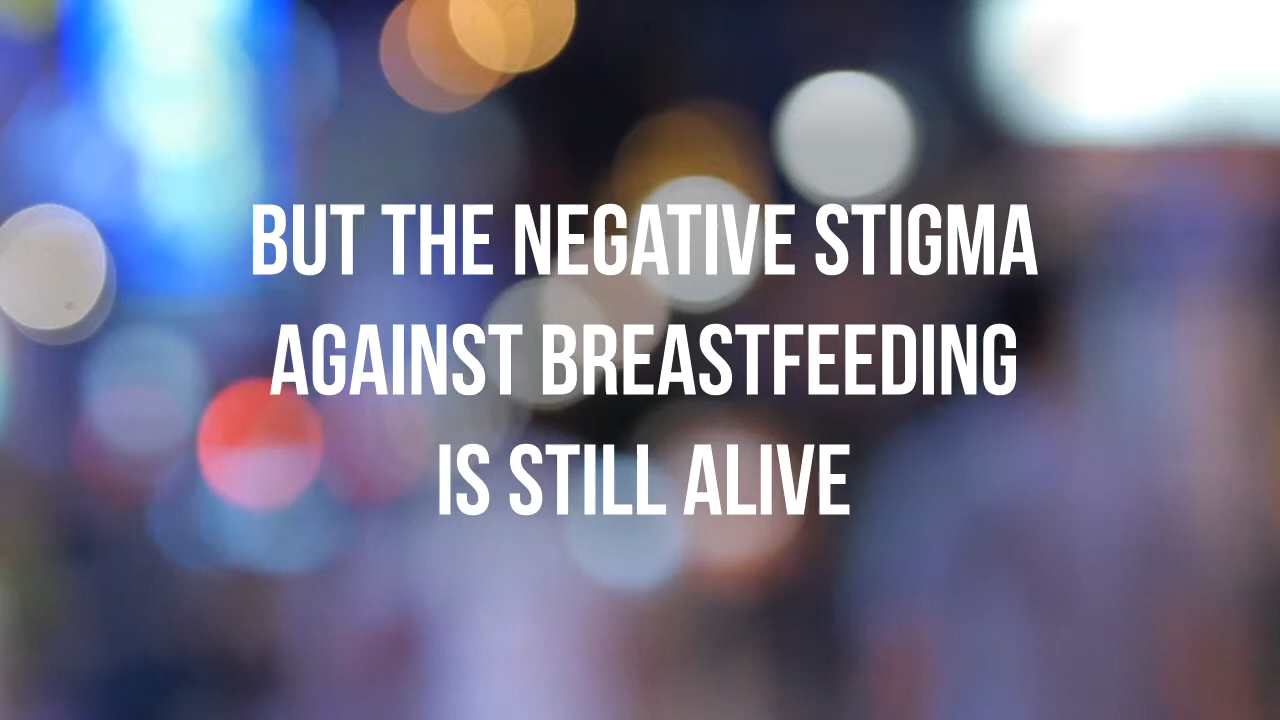 BUT THE NEGATIVE STIGMA
AGAINST BREASTFEEDING
IS STILL ALIVE